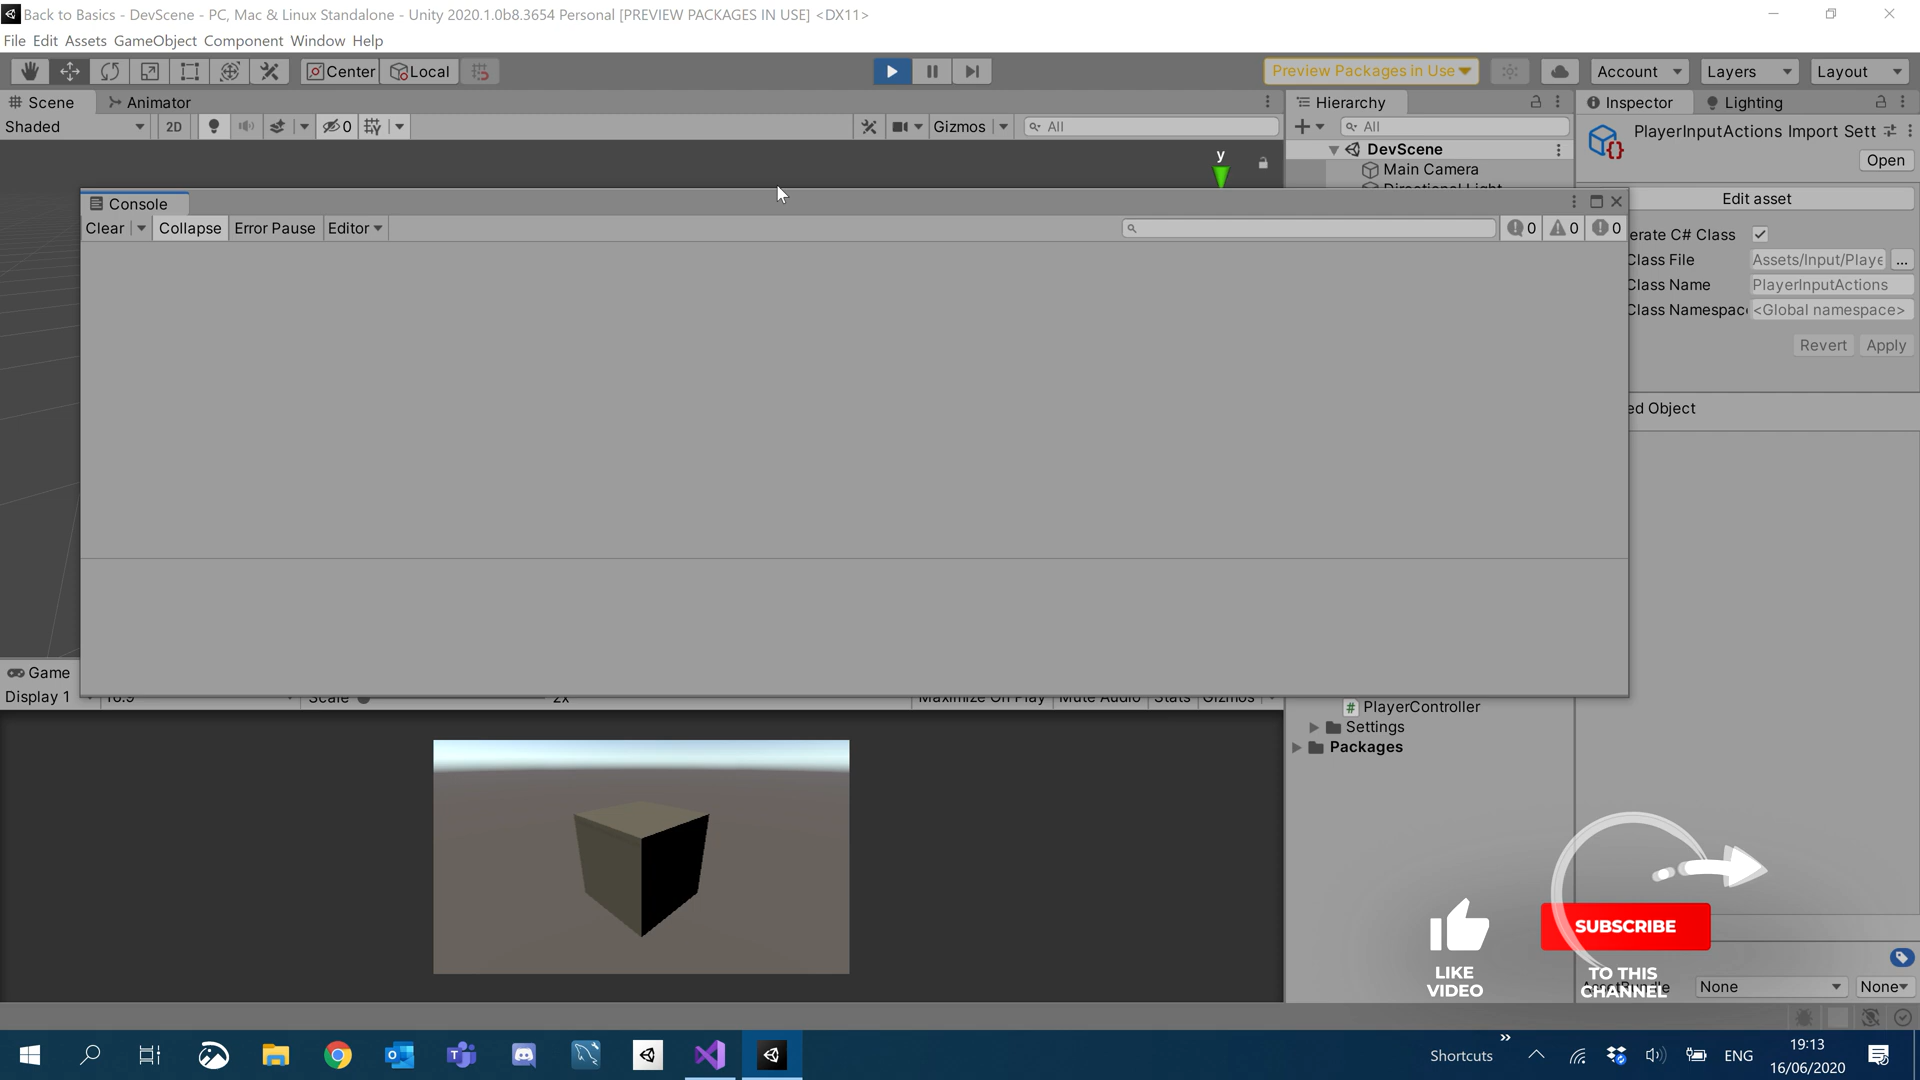 Back to Basics - DevScene - PC, Mac & Linux Standalone - Unity 2020.1.0b8.3654 Personal [PREVIEW PACKAGES IN USE] <DX11>
File Edit Assets GameObject Component Window Help
Center Local Preview Packages in Use Account Layers Layout
Scene Animator Hierarchy Inspector Lighting
Shaded 2D 0 Gizmos All All
PlayerInputActions Import Sett
Open
DevScene
Main Camera
y
Directional Light
Console
Edit asset
Clear Collapse Error Pause Editor 0 0 0
erate C# Class
Class File Assets/Input/Playe ...
Class Name PlayerInputActions
Class Namespac <Global namespace>
Revert Apply
ed Object
Game
Display 1 16:9 Scale 2x Maximize On Play Mute Audio Stats Gizmos
PlayerController
Settings
Packages
LIKE
VIDEO
SUBSCRIBE
TO THIS
CHANNEL
None None
Shortcuts ENG
19:13
16/06/2020